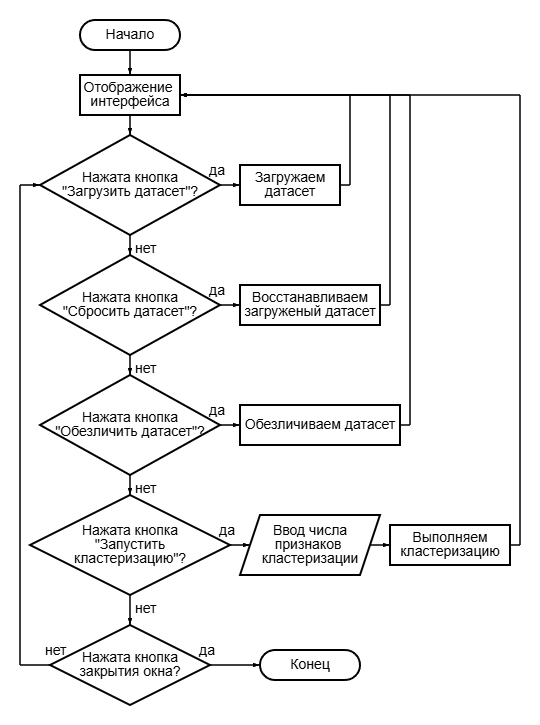 Начало
Отображение
интерфейса
Нажата кнопка
"Загрузить датасет"?
да
Загружаем
датасет
нет
Нажата кнопка
"Сбросить датасет"?
да
Восстанавливаем
загруженый датасет
нет
Нажата кнопка
"Обезличить датасет"?
да
Обезличиваем датасет
нет
Нажата кнопка
"Запустить
кластеризацию"?
да
Ввод числа
признаков
кластеризации
Выполняем
кластеризацию
нет
Нажата кнопка
закрытия окна?
нет
да
Конец